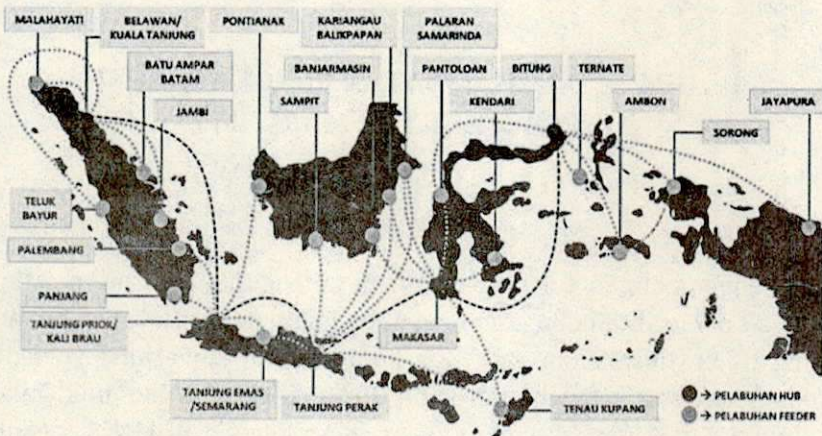 MALAHAYATI
BELAWAN/
KUALA TANJUNG
PONTIANAK
KARIANGAU
BALIKPAPAN
PALARAN
SAMARINDA
BATU AMPAR
BATAM
BANJARMASIN
PANTOLOAN
BITUNG
TERNATE
JAMBI
SAMPIT
KENDARI
AMBON
JAYAPURA
SORONG
TELUK
BAYUR
PALEMBANG
PANJANG
TANJUNG PRIOK/
KALI BRAU
MAKASAR
TANJUNG EMAS
/SEMARANG
TANJUNG PERAK
TENAU KUPANG
→ PELABUHAN HUB
→ PELABUHAN FEEDER